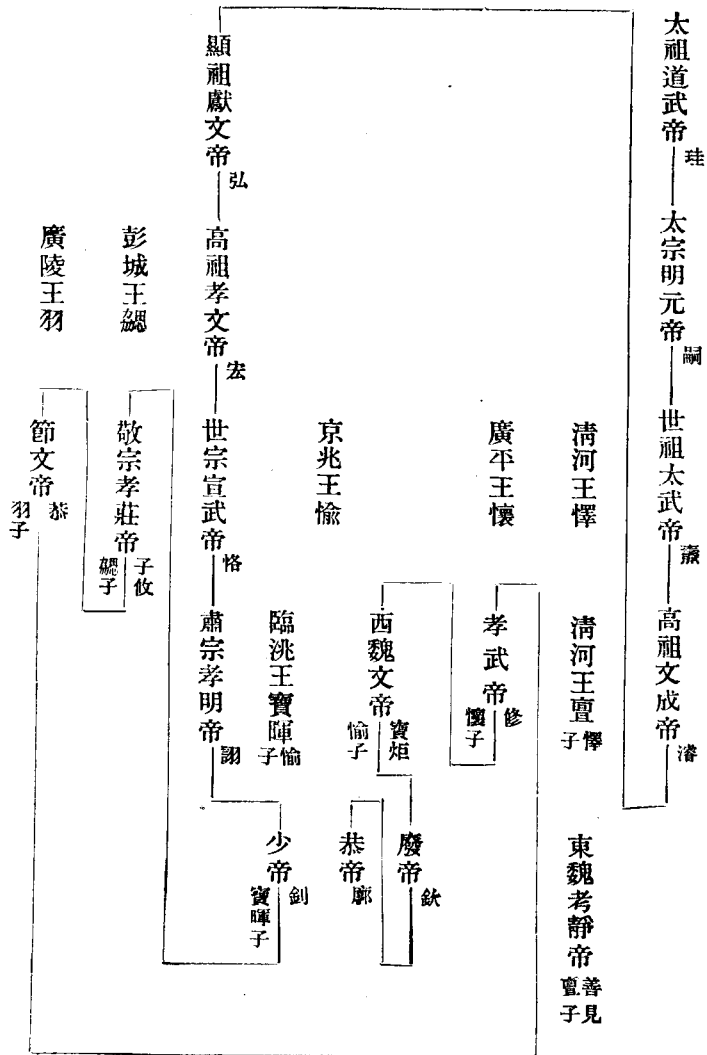 太祖道武帝 珪
太宗明元帝 嗣
世祖太武帝 燾
高祖文成帝 濬
清河王懌
清河王亶 懌子
東魏考靜帝 善見 亶子
廣平王懷
孝武帝 修 懷子
廢帝 欽
西魏文帝 寶炬 愉子
恭帝 廓
京兆王愉
臨洮王寶暉 愉子
少帝 釗 寶暉子
顯祖獻文帝 弘
高祖孝文帝 宏
世宗宣武帝 恪
肅宗孝明帝 詡
彭城王勰
敬宗孝莊帝 子攸 勰子
廣陵王羽
節文帝 恭 羽子